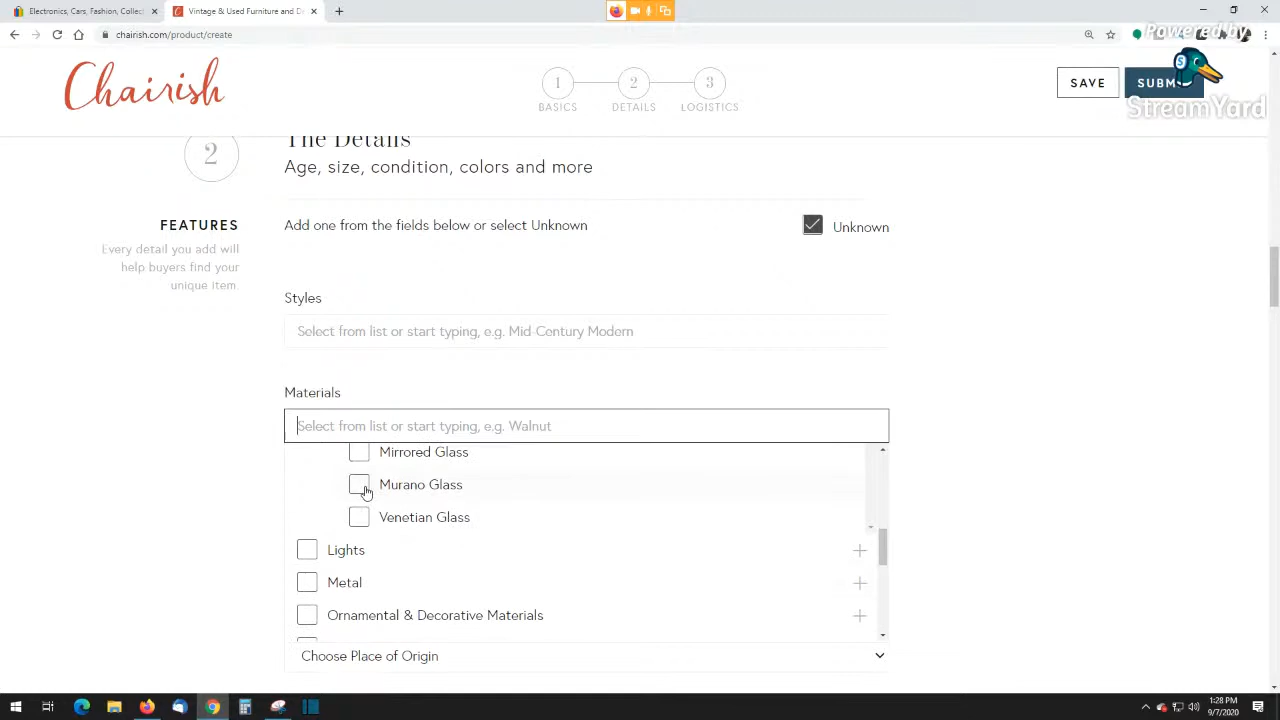 Electronics, Cars, Fashion, Collect
Vintage & Used Furniture and De
chairish.com/product/create
Powered by
StreamYard
Chairish
1
2
3
BASICS
DETAILS
LOGISTICS
SAVE
SUBM
The Details
2
Age, size, condition, colors and more
FEATURES
Every detail you add will
help buyers find your
unique item.
Add one from the fields below or select Unknown
Unknown
Styles
Select from list or start typing, e.g. Mid-Century Modern
Materials
Select from list or start typing, e.g. Walnut
Mirrored Glass
Murano Glass
Venetian Glass
Lights
Metal
Ornamental & Decorative Materials
Choose Place of Origin
1:28 PM
9/7/2020